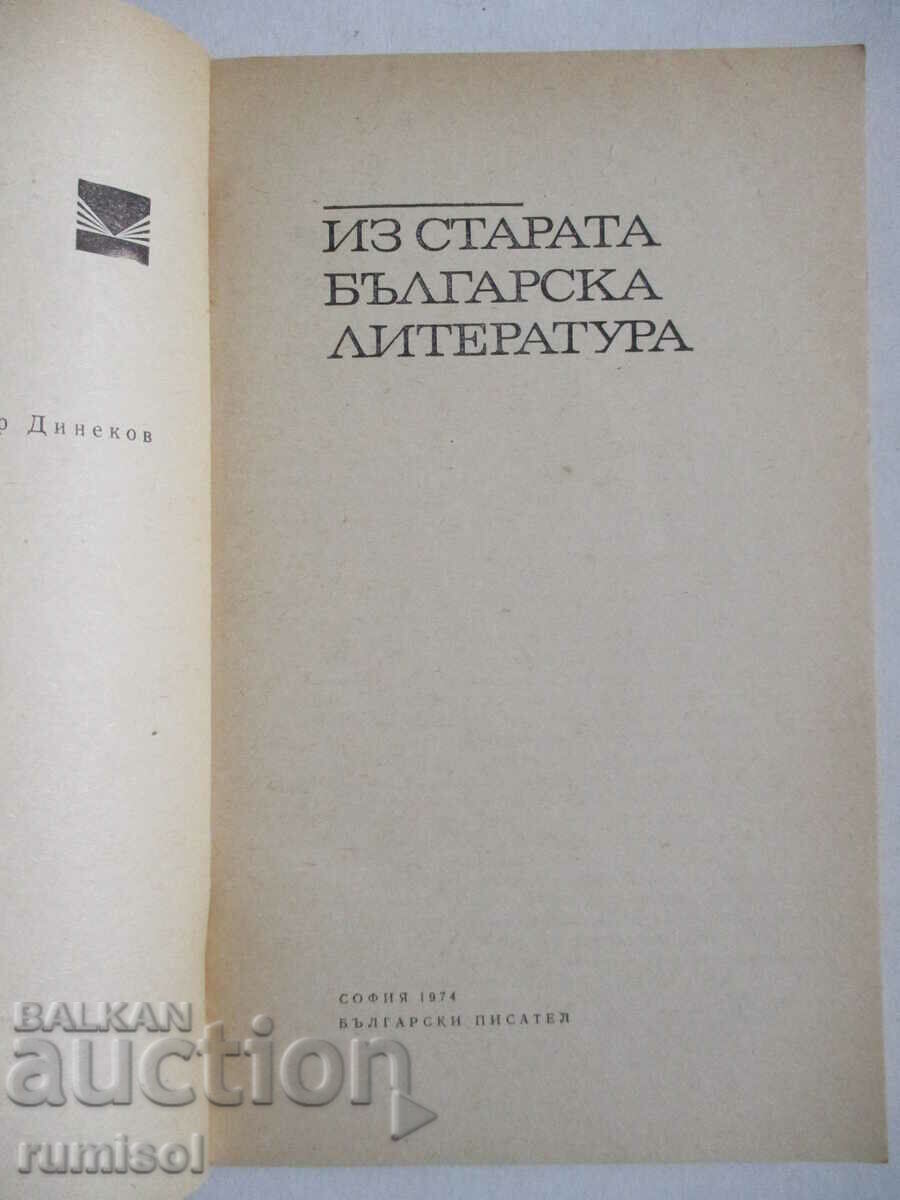 р Динеков
ИЗ СТАРАТА
БЪЛГАРСКА
ЛИТЕРАТУРА
СОФИЯ 1974
БЪЛГАРСКИ ПИСАТЕЛ
BALKAN
auction
rumisol